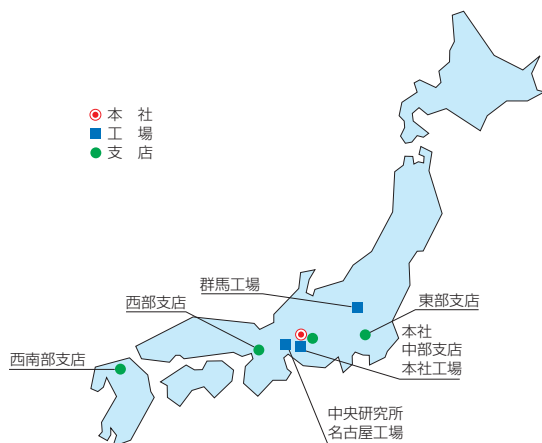 本　社
工　場
支　店
群馬工場
西部支店
東部支店
本社
中部支店
本社工場
西南部支店
中央研究所
名古屋工場